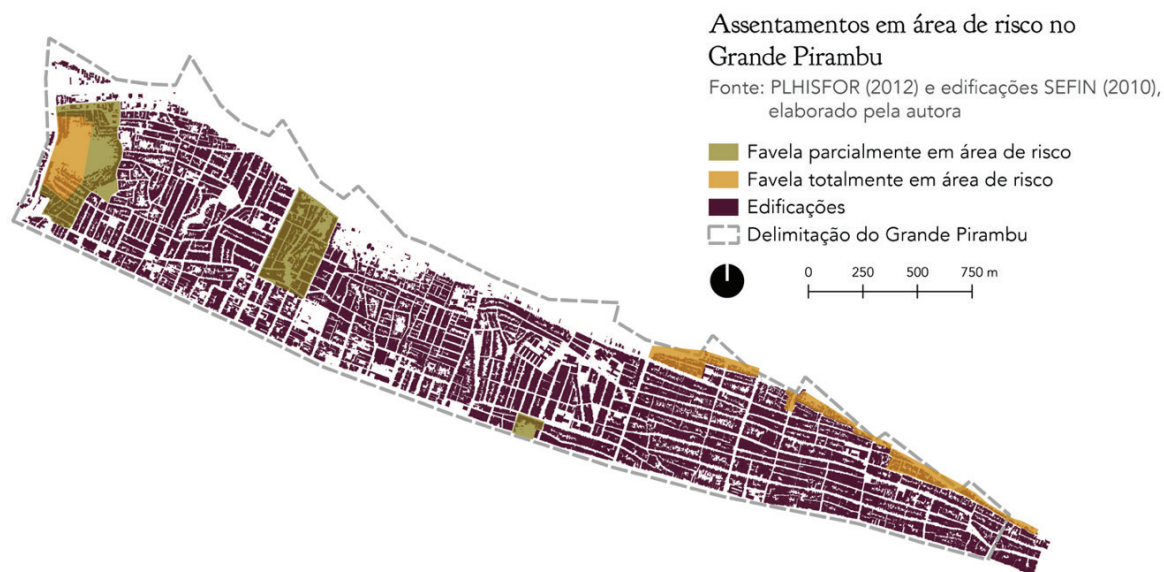 Assentamentos em área de risco no
Grande Pirambu
Fonte: PLHISFOR (2012) e edificações SEFIN (2010),
elaborado pela autora
Favela parcialmente em área de risco
Favela totalmente em área de risco
Edificações
Delimitação do Grande Pirambu
0 250 500 750 m